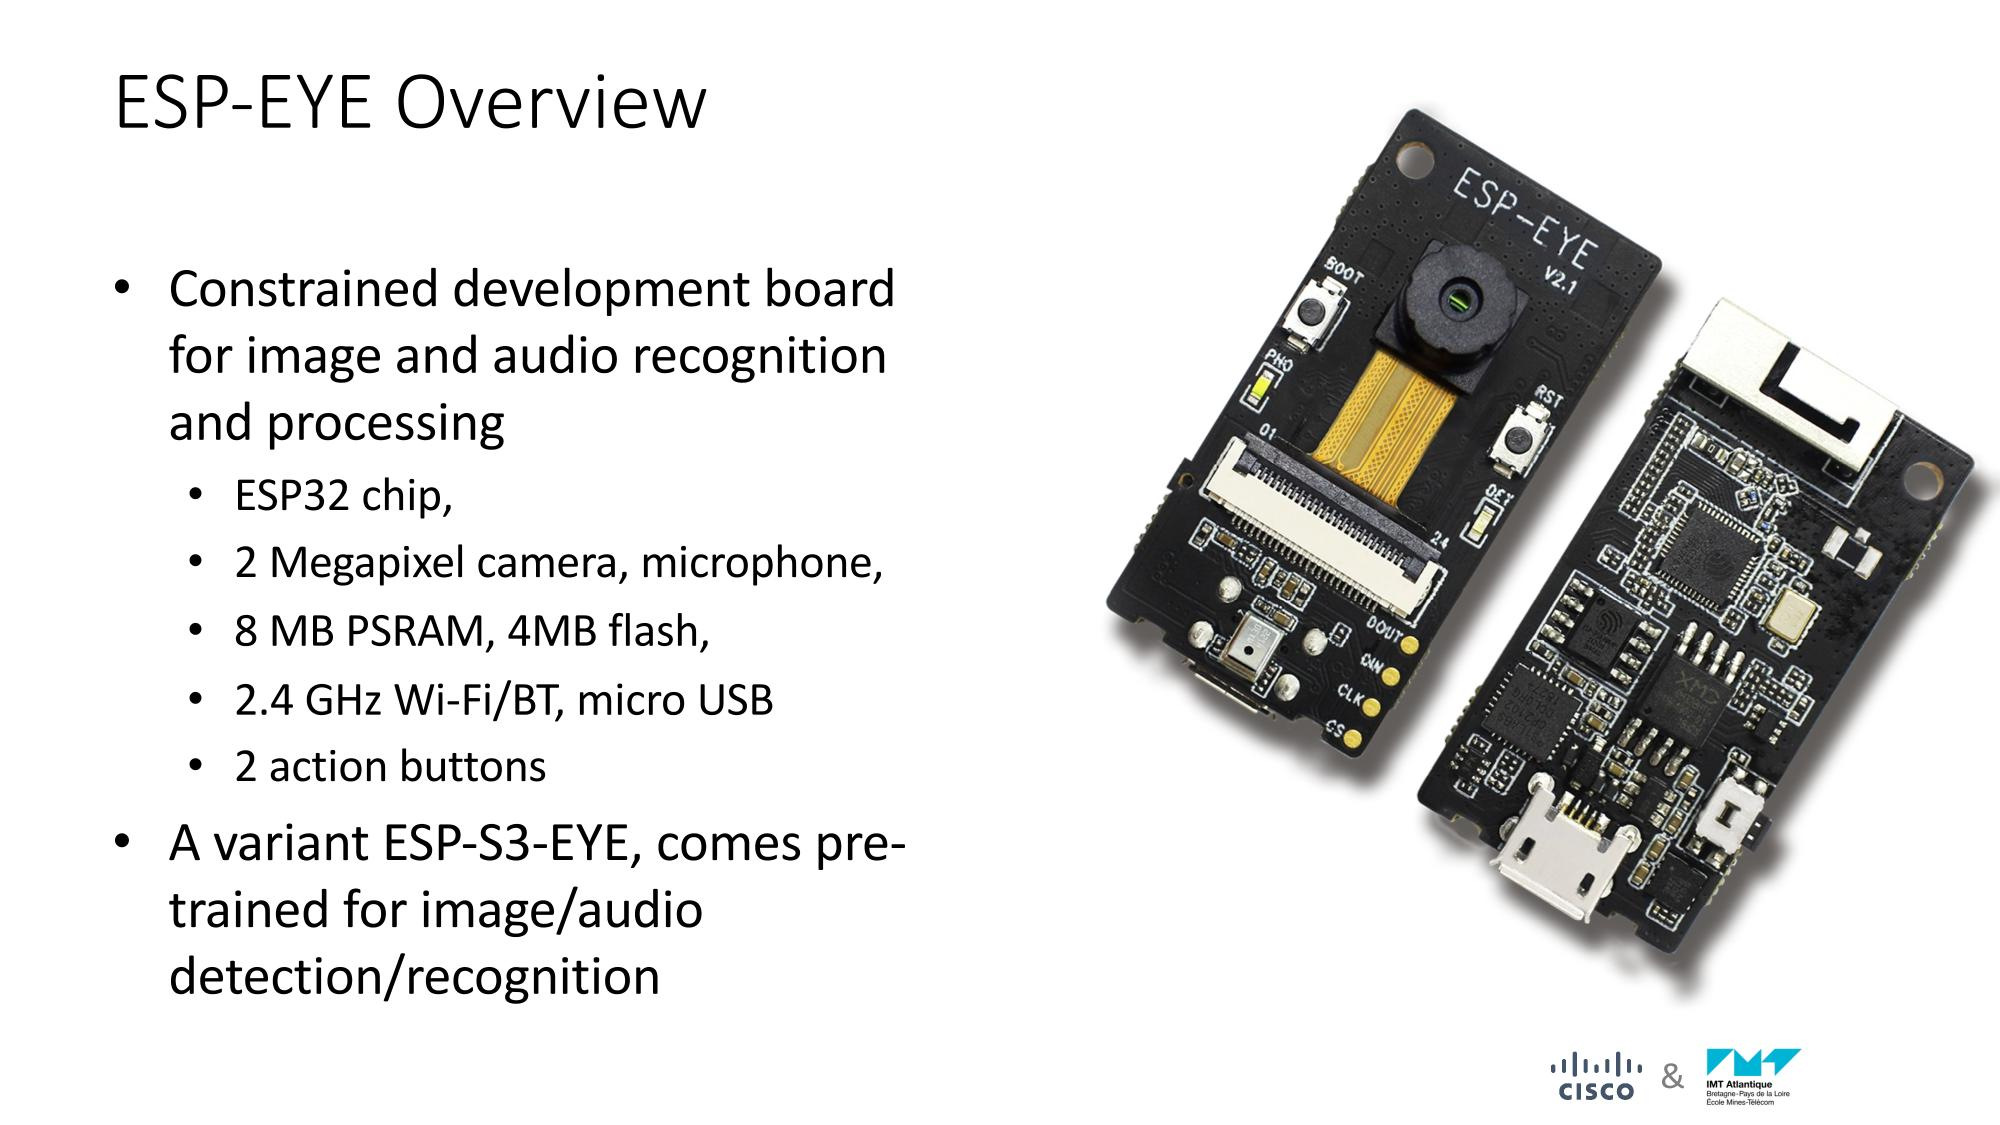 ESP-EYE Overview
• Constrained development board
for image and audio recognition
and processing
• ESP32 chip,
• 2 Megapixel camera, microphone,
• 8 MB PSRAM, 4MB flash,
• 2.4 GHz Wi-Fi/BT, micro USB
• 2 action buttons
• A variant ESP-S3-EYE, comes pre-
trained for image/audio
detection/recognition
ESP-EYE
V2.1
BOOT
RST
01
24
DOUT
CLK
CS
CISCO
&
IMT Atlantique
Bretagne-Pays de la Loire
École Mines-Télécom